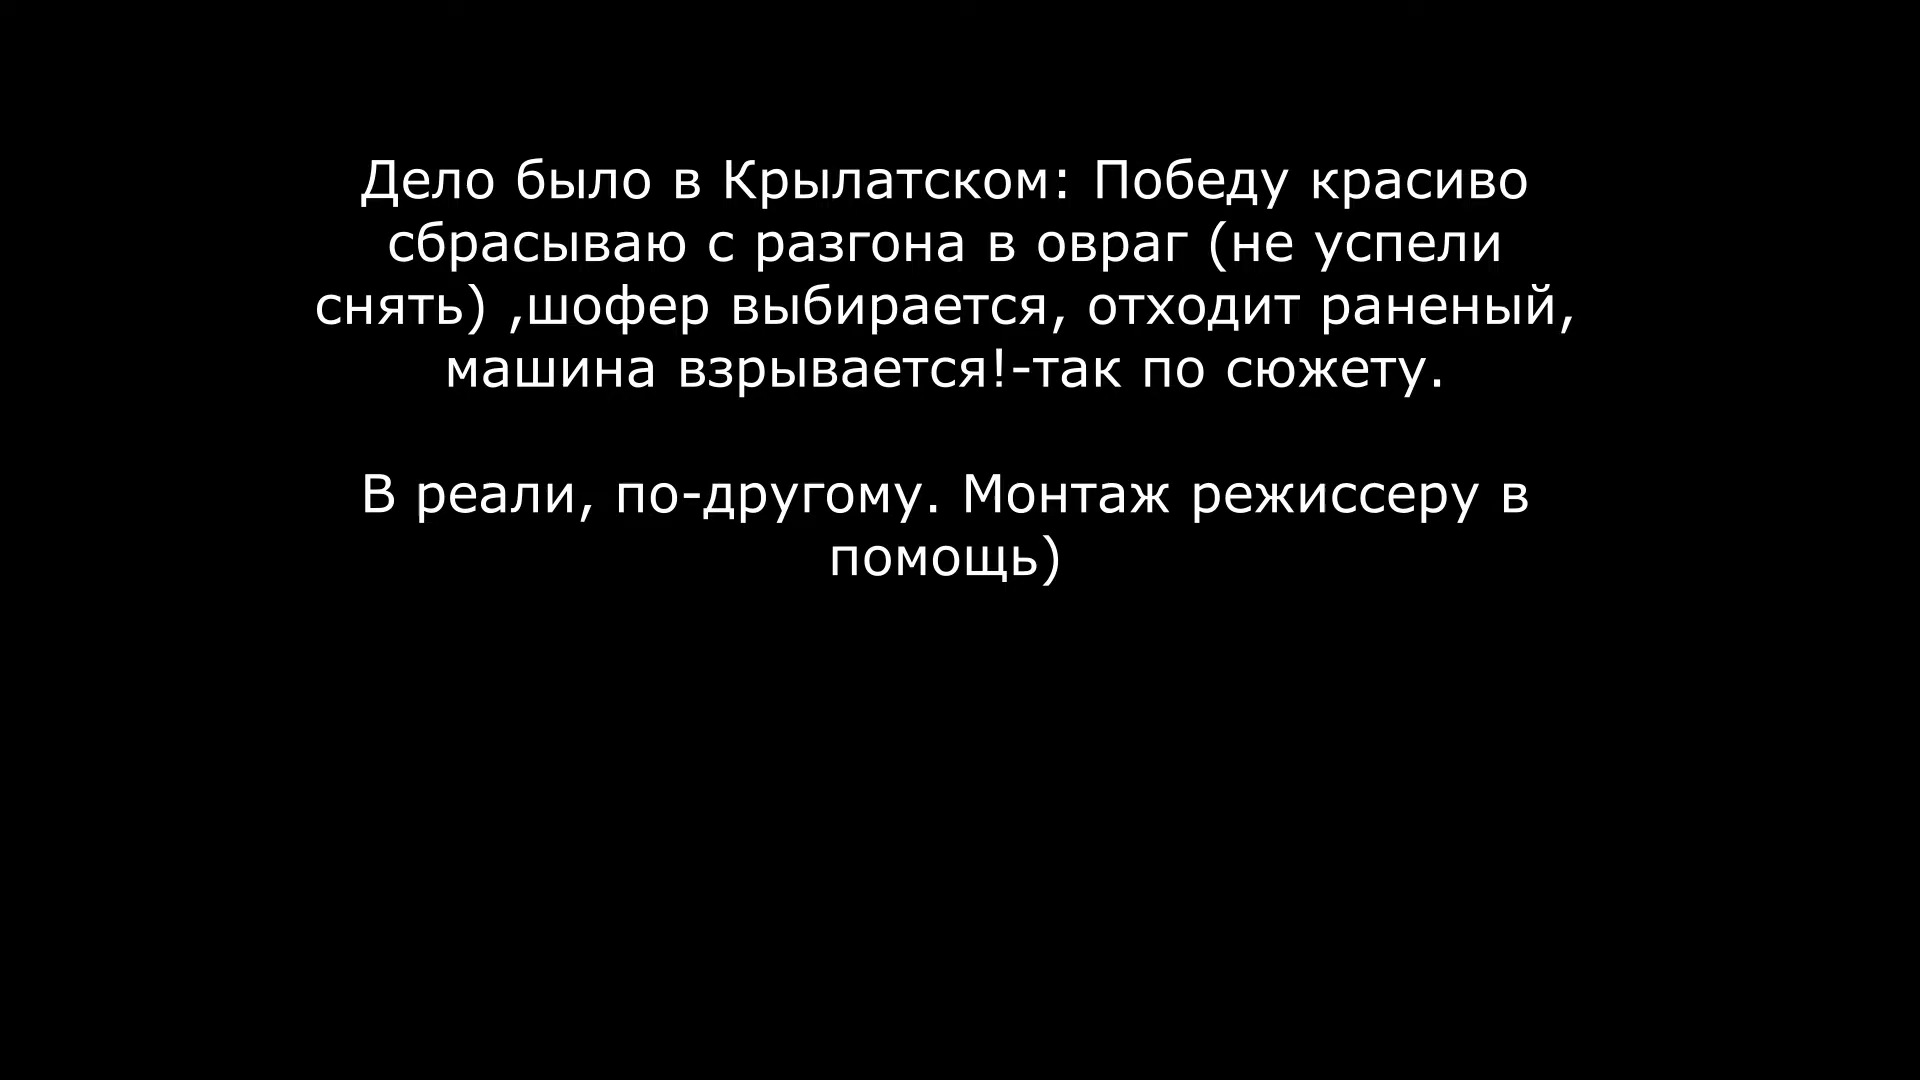 Дело было в Крылатском: Победу красиво
сбрасываю с разгона в овраг (не успели
снять) ,шофер выбирается, отходит раненый,
машина взрывается!-так по сюжету.
В реали, по-другому. Монтаж режиссеру в
помощь)